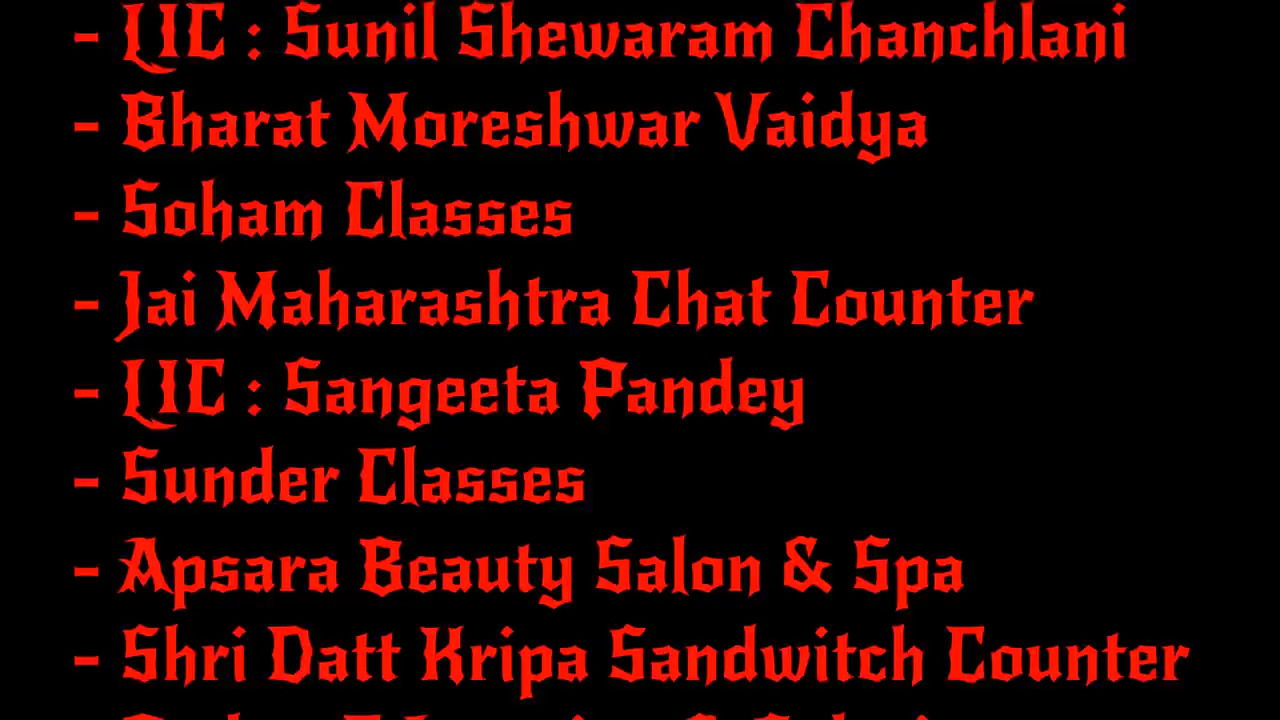 - LIC : Sunil Shewaram Chanchlani
- Bharat Moreshwar Vaidya
- Soham Classes
- Jai Maharashtra Chat Counter
- LIC : Sangeeta Pandey
- Sunder Classes
- Apsara Beauty Salon & Spa
- Shri Datt Kripa Sandwitch Counter